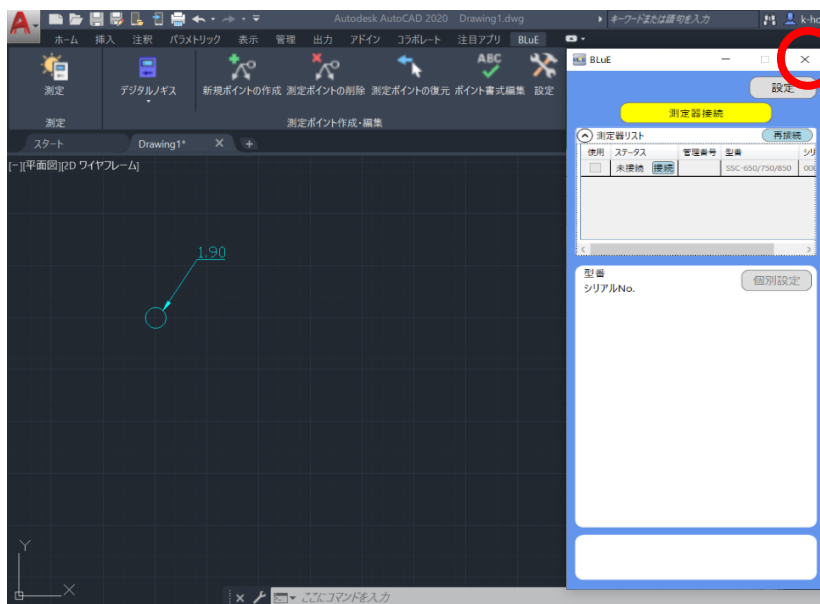 Autodesk AutoCAD 2020 Drawing1.dwg
キーワードまたは語句を入力
ホーム 挿入 注釈 パラメトリック 表示 管理 出力 アドイン コラボレート 注目アプリ BLuE
測定 デジタルノギス 新規ポイントの作成 測定ポイントの削除 測定ポイントの復元 ABC ポイント書式編集 設定
測定 測定ポイント作成・編集
スタート Drawing1* +
[-][平面図][2D ワイヤフレーム]
1.90
Y
X
ここにコマンドを入力
BLuE
設定
測定器接続
測定器リスト 再接続
使用 ステータス 管理番号 型番
未接続 接続 SSC-650/750/850
型番 個別設定
シリアルNo.